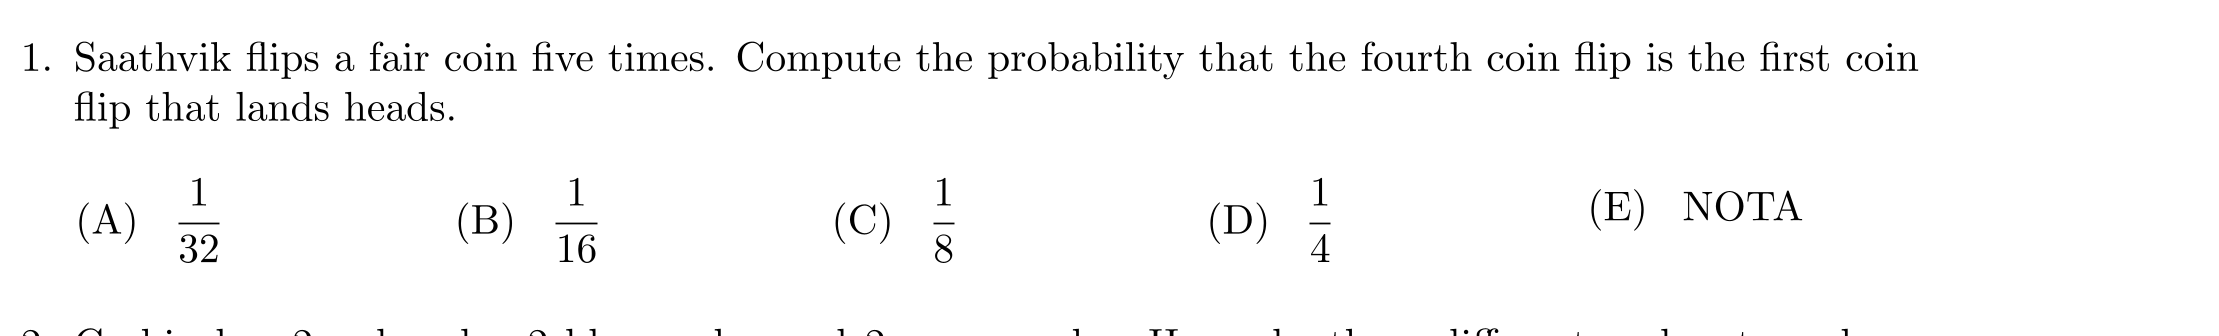 1. Saathvik flips a fair coin five times. Compute the probability that the fourth coin flip is the first coin
flip that lands heads.
(A) 1/32 (B) 1/16 (C) 1/8 (D) 1/4 (E) NOTA